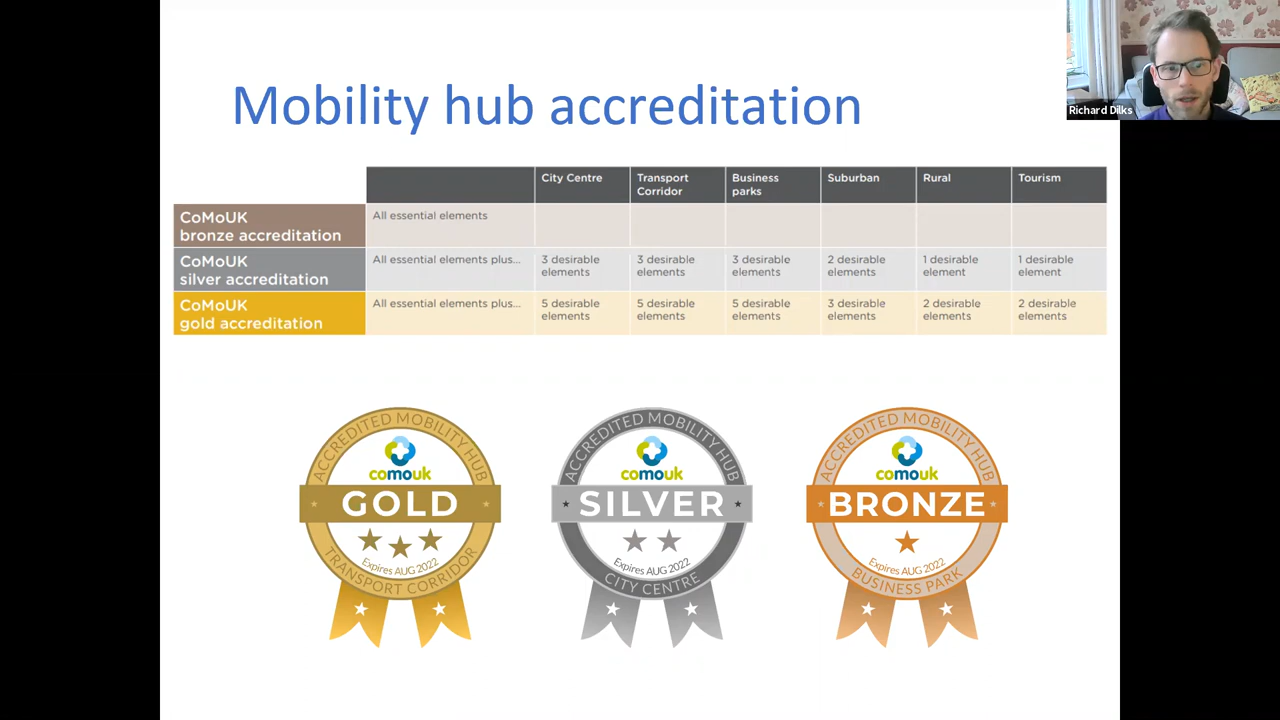 Richard Dilks
Mobility hub accreditation
City Centre
Transport
Corridor
Business
parks
Suburban
Rural
Tourism
CoMoUK
bronze accreditation
All essential elements
CoMoUK
silver accreditation
All essential elements plus...
3 desirable
elements
3 desirable
elements
3 desirable
elements
2 desirable
elements
1 desirable
element
1 desirable
element
CoMoUK
gold accreditation
All essential elements plus...
5 desirable
elements
5 desirable
elements
5 desirable
elements
3 desirable
elements
2 desirable
elements
2 desirable
elements
ACCREDITED MOBILITY HUB
comouk
GOLD
Expires AUG 2022
TRANSPORT CORRIDOR
ACCREDITED MOBILITY HUB
comouk
SILVER
Expires AUG 2022
CITY CENTRE
ACCREDITED MOBILITY HUB
comouk
BRONZE
Expires AUG 2022
BUSINESS PARK